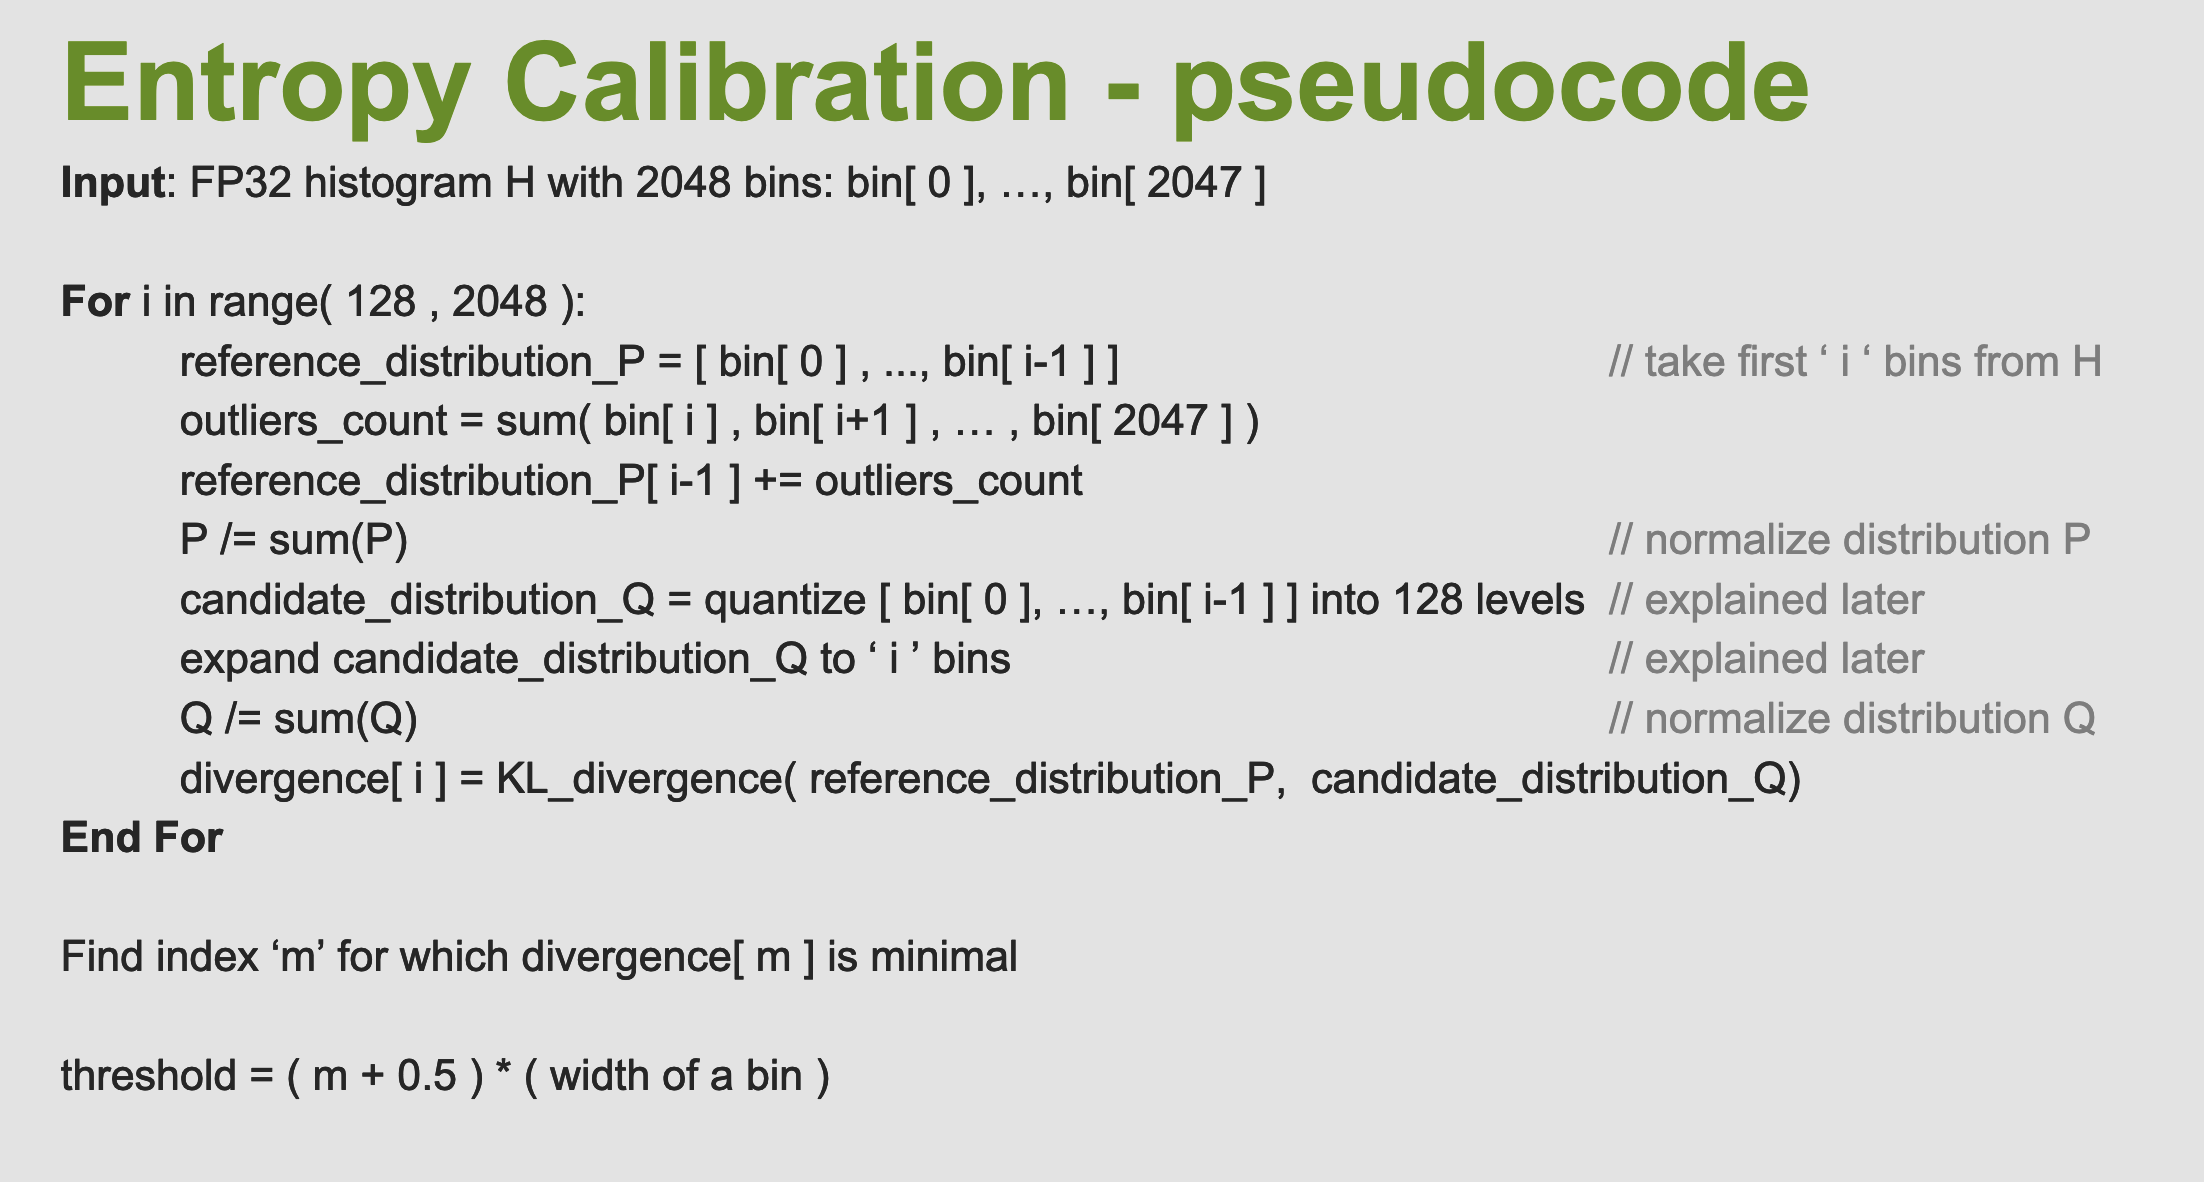 Entropy Calibration - pseudocode
Input: FP32 histogram H with 2048 bins: bin[ 0 ], …, bin[ 2047 ]
For i in range( 128 , 2048 ):
reference_distribution_P = [ bin[ 0 ] , ..., bin[ i-1 ] ] // take first ‘ i ‘ bins from H
outliers_count = sum( bin[ i ] , bin[ i+1 ] , … , bin[ 2047 ] )
reference_distribution_P[ i-1 ] += outliers_count
P /= sum(P) // normalize distribution P
candidate_distribution_Q = quantize [ bin[ 0 ], …, bin[ i-1 ] ] into 128 levels // explained later
expand candidate_distribution_Q to ‘ i ’ bins // explained later
Q /= sum(Q) // normalize distribution Q
divergence[ i ] = KL_divergence( reference_distribution_P, candidate_distribution_Q)
End For
Find index ‘m’ for which divergence[ m ] is minimal
threshold = ( m + 0.5 ) * ( width of a bin )